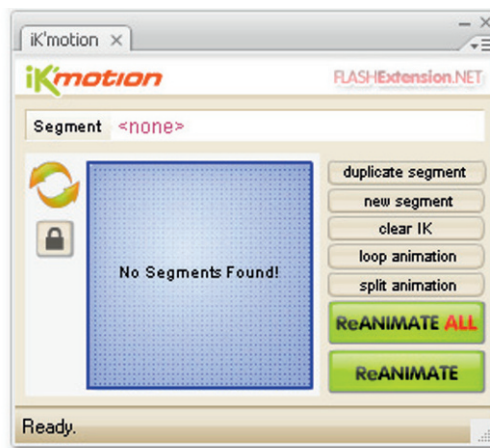 iK'motion
iK'motion
FLASHExtension.NET
Segment <none>
No Segments Found!
duplicate segment
new segment
clear IK
loop animation
split animation
ReANIMATE ALL
ReANIMATE
Ready.